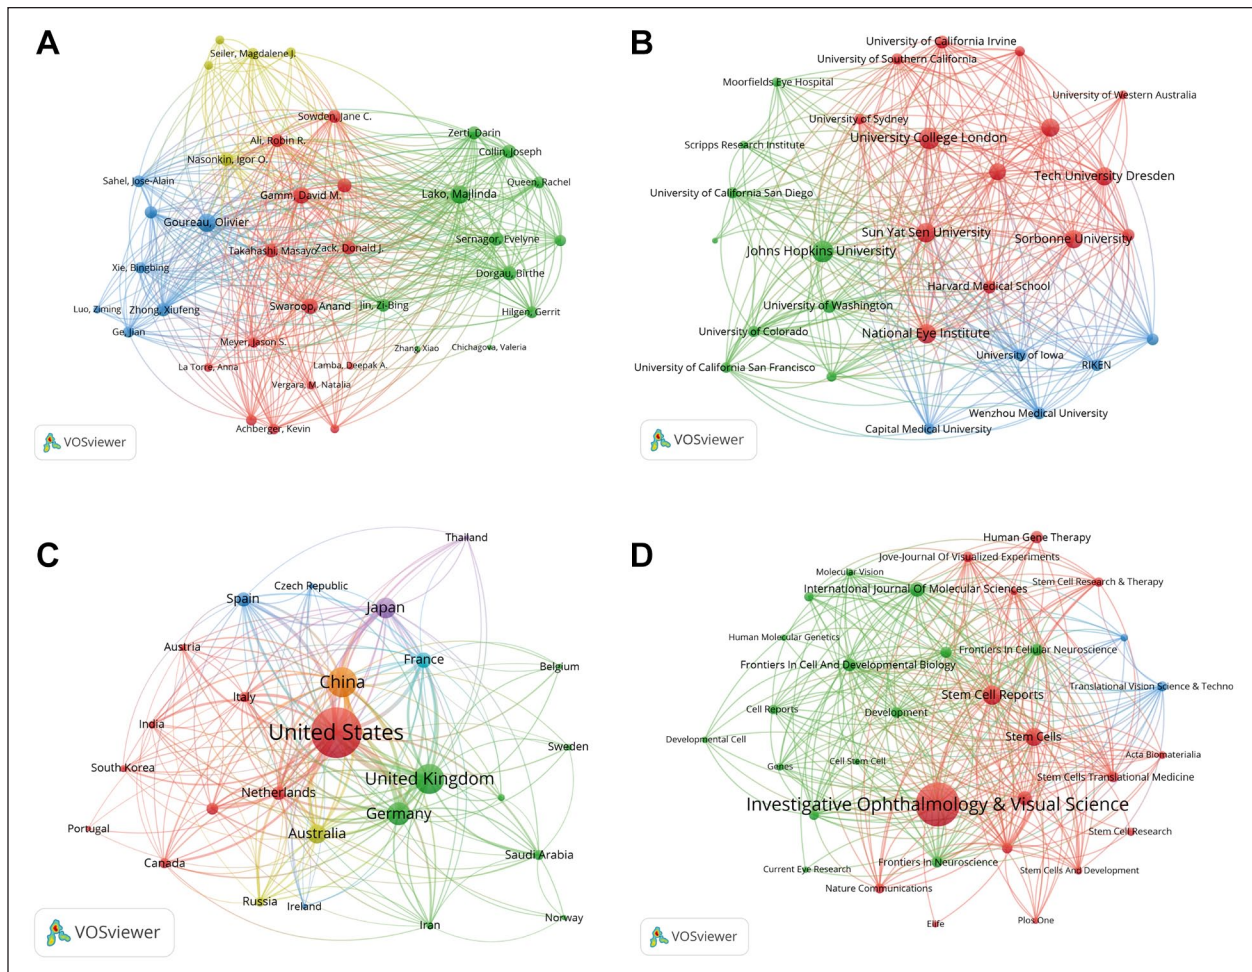 A
Seiler, Magdalene J.
Sowden, Jane C.
Ali, Robin R.
Zerti, Darin
Nasonkin, Igor O.
Collin, Joseph
Sahel, Jose-Alain
Gamm, David M.
Lako, Majlinda
Queen, Rachel
Goureau, Olivier
Takahashi, Masayo
Zack, Donald J.
Sernagor, Evelyne
Xie, Bingbing
Dorgau, Birthe
Luo, Ziming
Zhong, Xiufeng
Swaroop, Anand
Jin, Zi-Bing
Hilgen, Gerrit
Ge, Jian
Meyer, Jason S.
Zhang, Xiao
Chichagova, Valeria
La Torre, Anna
Lamba, Deepak A.
Vergara, M. Natalia
Achberger, Kevin
VOSviewer
B
University of California Irvine
University of Southern California
Moorfields Eye Hospital
University of Western Australia
University of Sydney
University College London
Scripps Research Institute
Tech University Dresden
University of California San Diego
Sun Yat Sen University
Sorbonne University
Johns Hopkins University
Harvard Medical School
University of Washington
University of Colorado
National Eye Institute
University of Iowa
University of California San Francisco
RIKEN
Wenzhou Medical University
Capital Medical University
VOSviewer
C
Thailand
Czech Republic
Spain
Japan
Austria
France
Belgium
China
Italy
India
United States
Sweden
South Korea
United Kingdom
Netherlands
Germany
Portugal
Australia
Canada
Saudi Arabia
Russia
Ireland
Iran
Norway
VOSviewer
D
Human Gene Therapy
Jove-Journal Of Visualized Experiments
Molecular Vision
Stem Cell Research & Therapy
International Journal Of Molecular Sciences
Human Molecular Genetics
Frontiers In Cellular Neuroscience
Frontiers In Cell And Developmental Biology
Translational Vision Science & Techno
Stem Cell Reports
Cell Reports
Development
Developmental Cell
Stem Cells
Acta Biomaterialia
Genes
Cell Stem Cell
Stem Cells Translational Medicine
Investigative Ophthalmology & Visual Science
Stem Cell Research
Current Eye Research
Frontiers In Neuroscience
Stem Cells And Development
Nature Communications
Elife
Plos One
VOSviewer